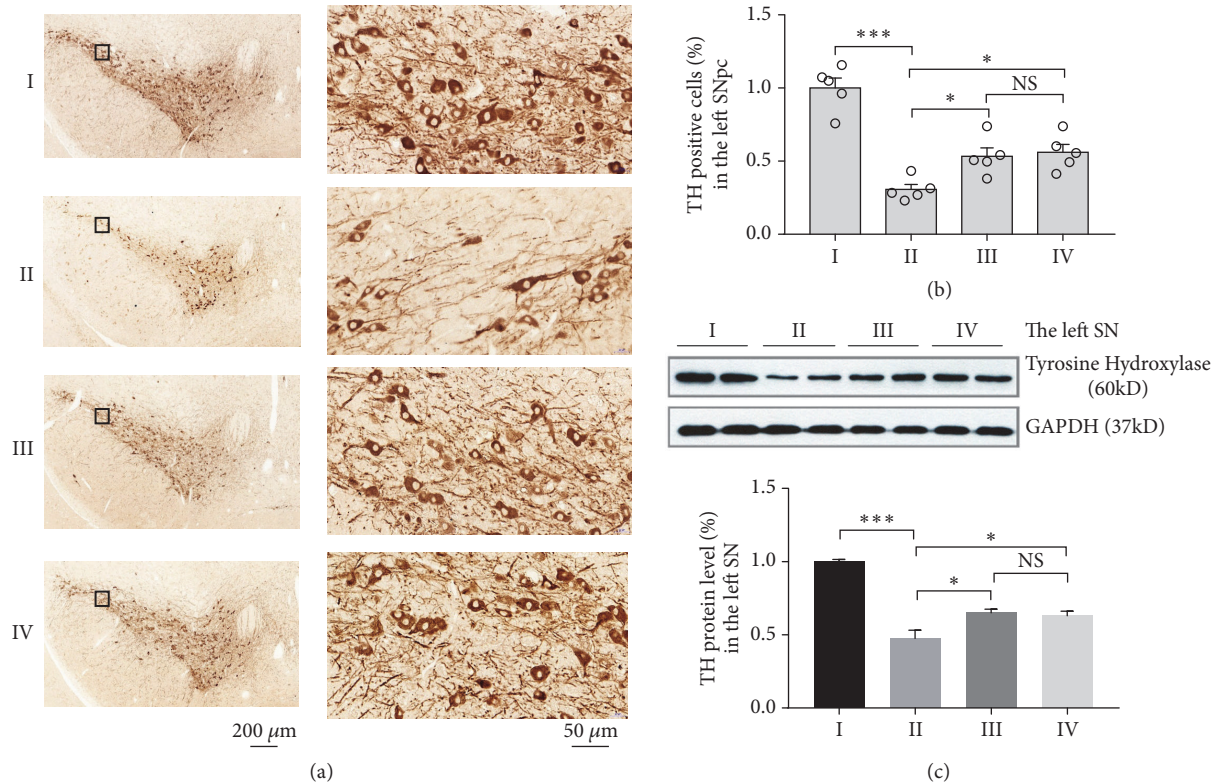 I
II
III
IV
200 μm
50 μm
(a)
TH positive cells (%)
in the left SNpc
1.5
1.0
0.5
0.0
***
*
*
NS
I II III IV
(b)
I II III IV The left SN
Tyrosine Hydroxylase
(60kD)
GAPDH (37kD)
TH protein level (%)
in the left SN
1.5
1.0
0.5
0.0
***
*
*
NS
I II III IV
(c)